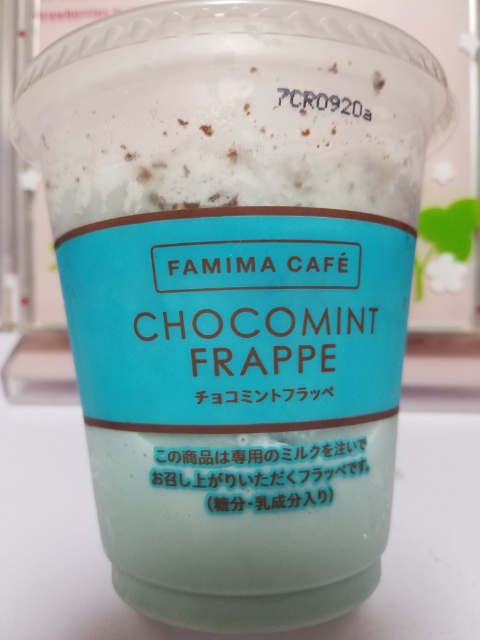 7CR0920a
FAMIMA CAFÉ
CHOCOMINT
FRAPPE
チョコミントフラッペ
この商品は専用のミルクを注いで
お召し上がりいただくフラッペです。
(糖分・乳成分入り)